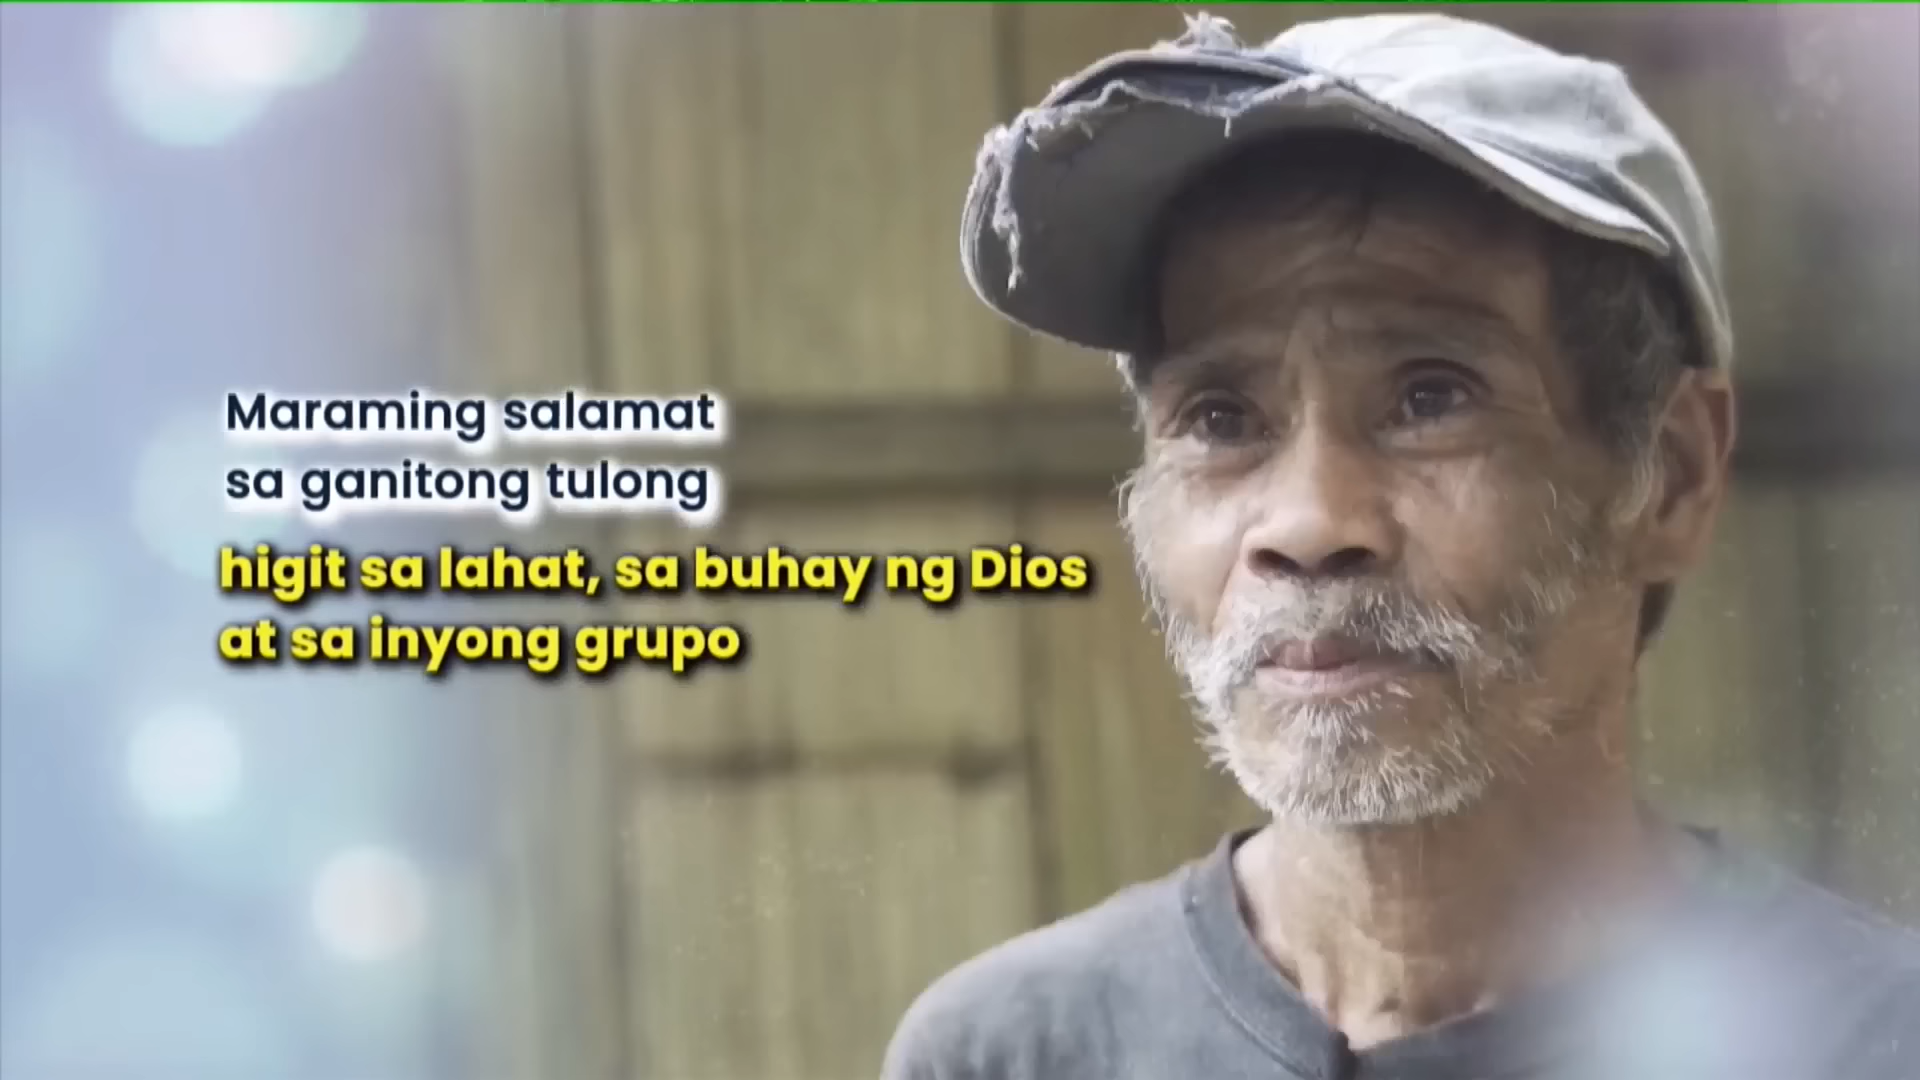 Maraming salamat
sa ganitong tulong
higit sa lahat, sa buhay ng Dios
at sa inyong grupo